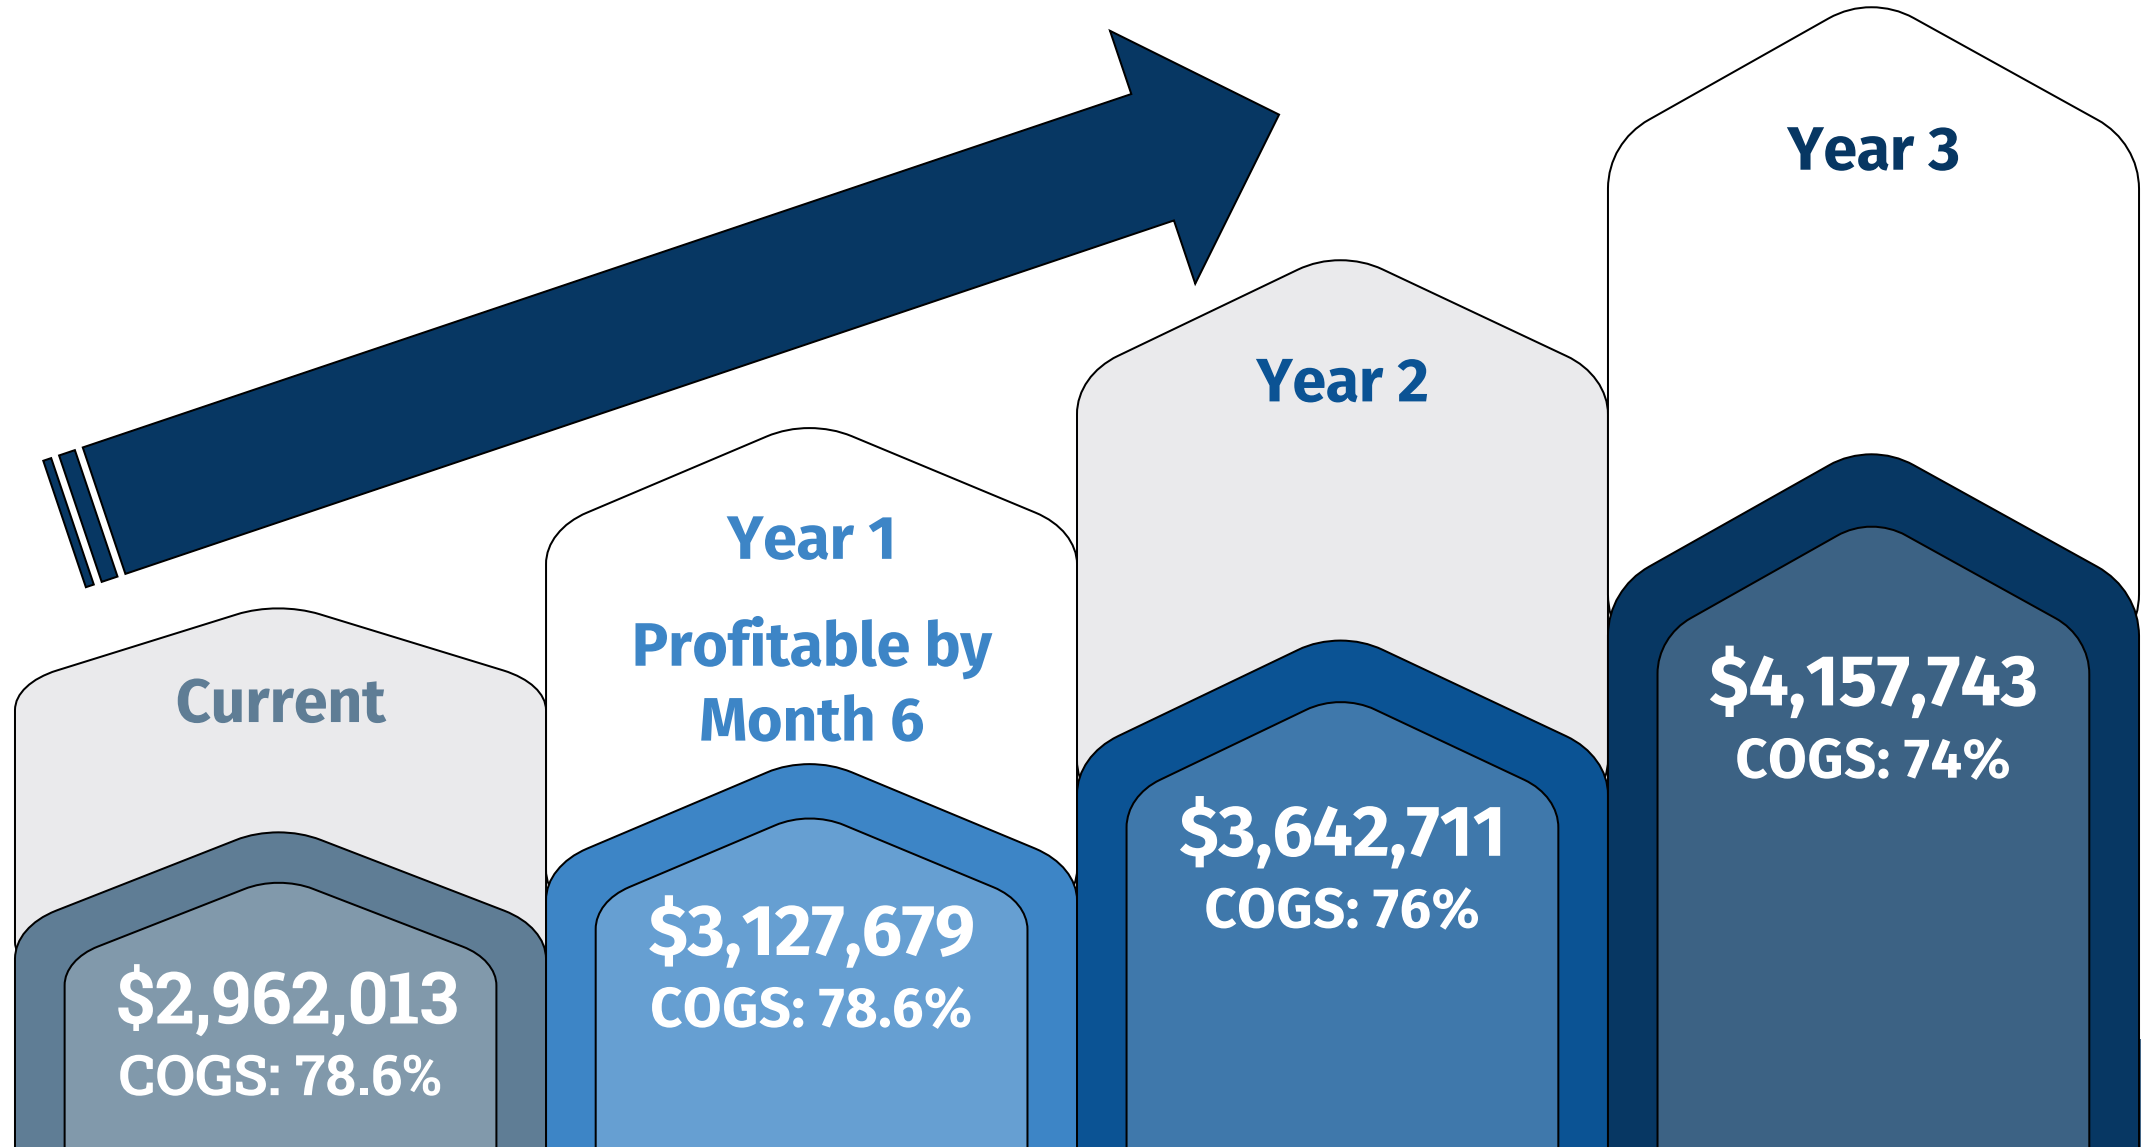 Current
$2,962,013
COGS: 78.6%
Year 1
Profitable by
Month 6
$3,127,679
COGS: 78.6%
Year 2
$3,642,711
COGS: 76%
Year 3
$4,157,743
COGS: 74%